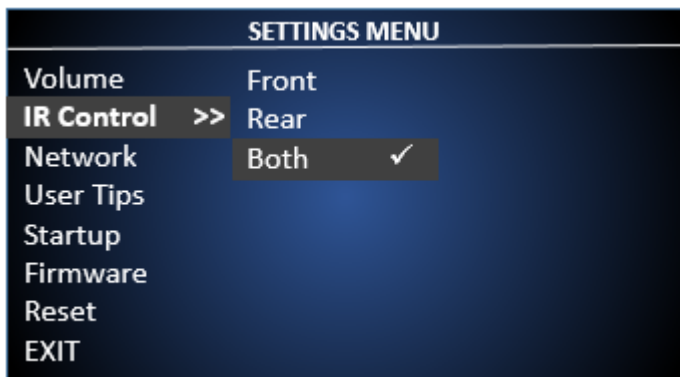 SETTINGS MENU
Volume
Front
IR Control >> Rear
Network
Both ✓
User Tips
Startup
Firmware
Reset
EXIT